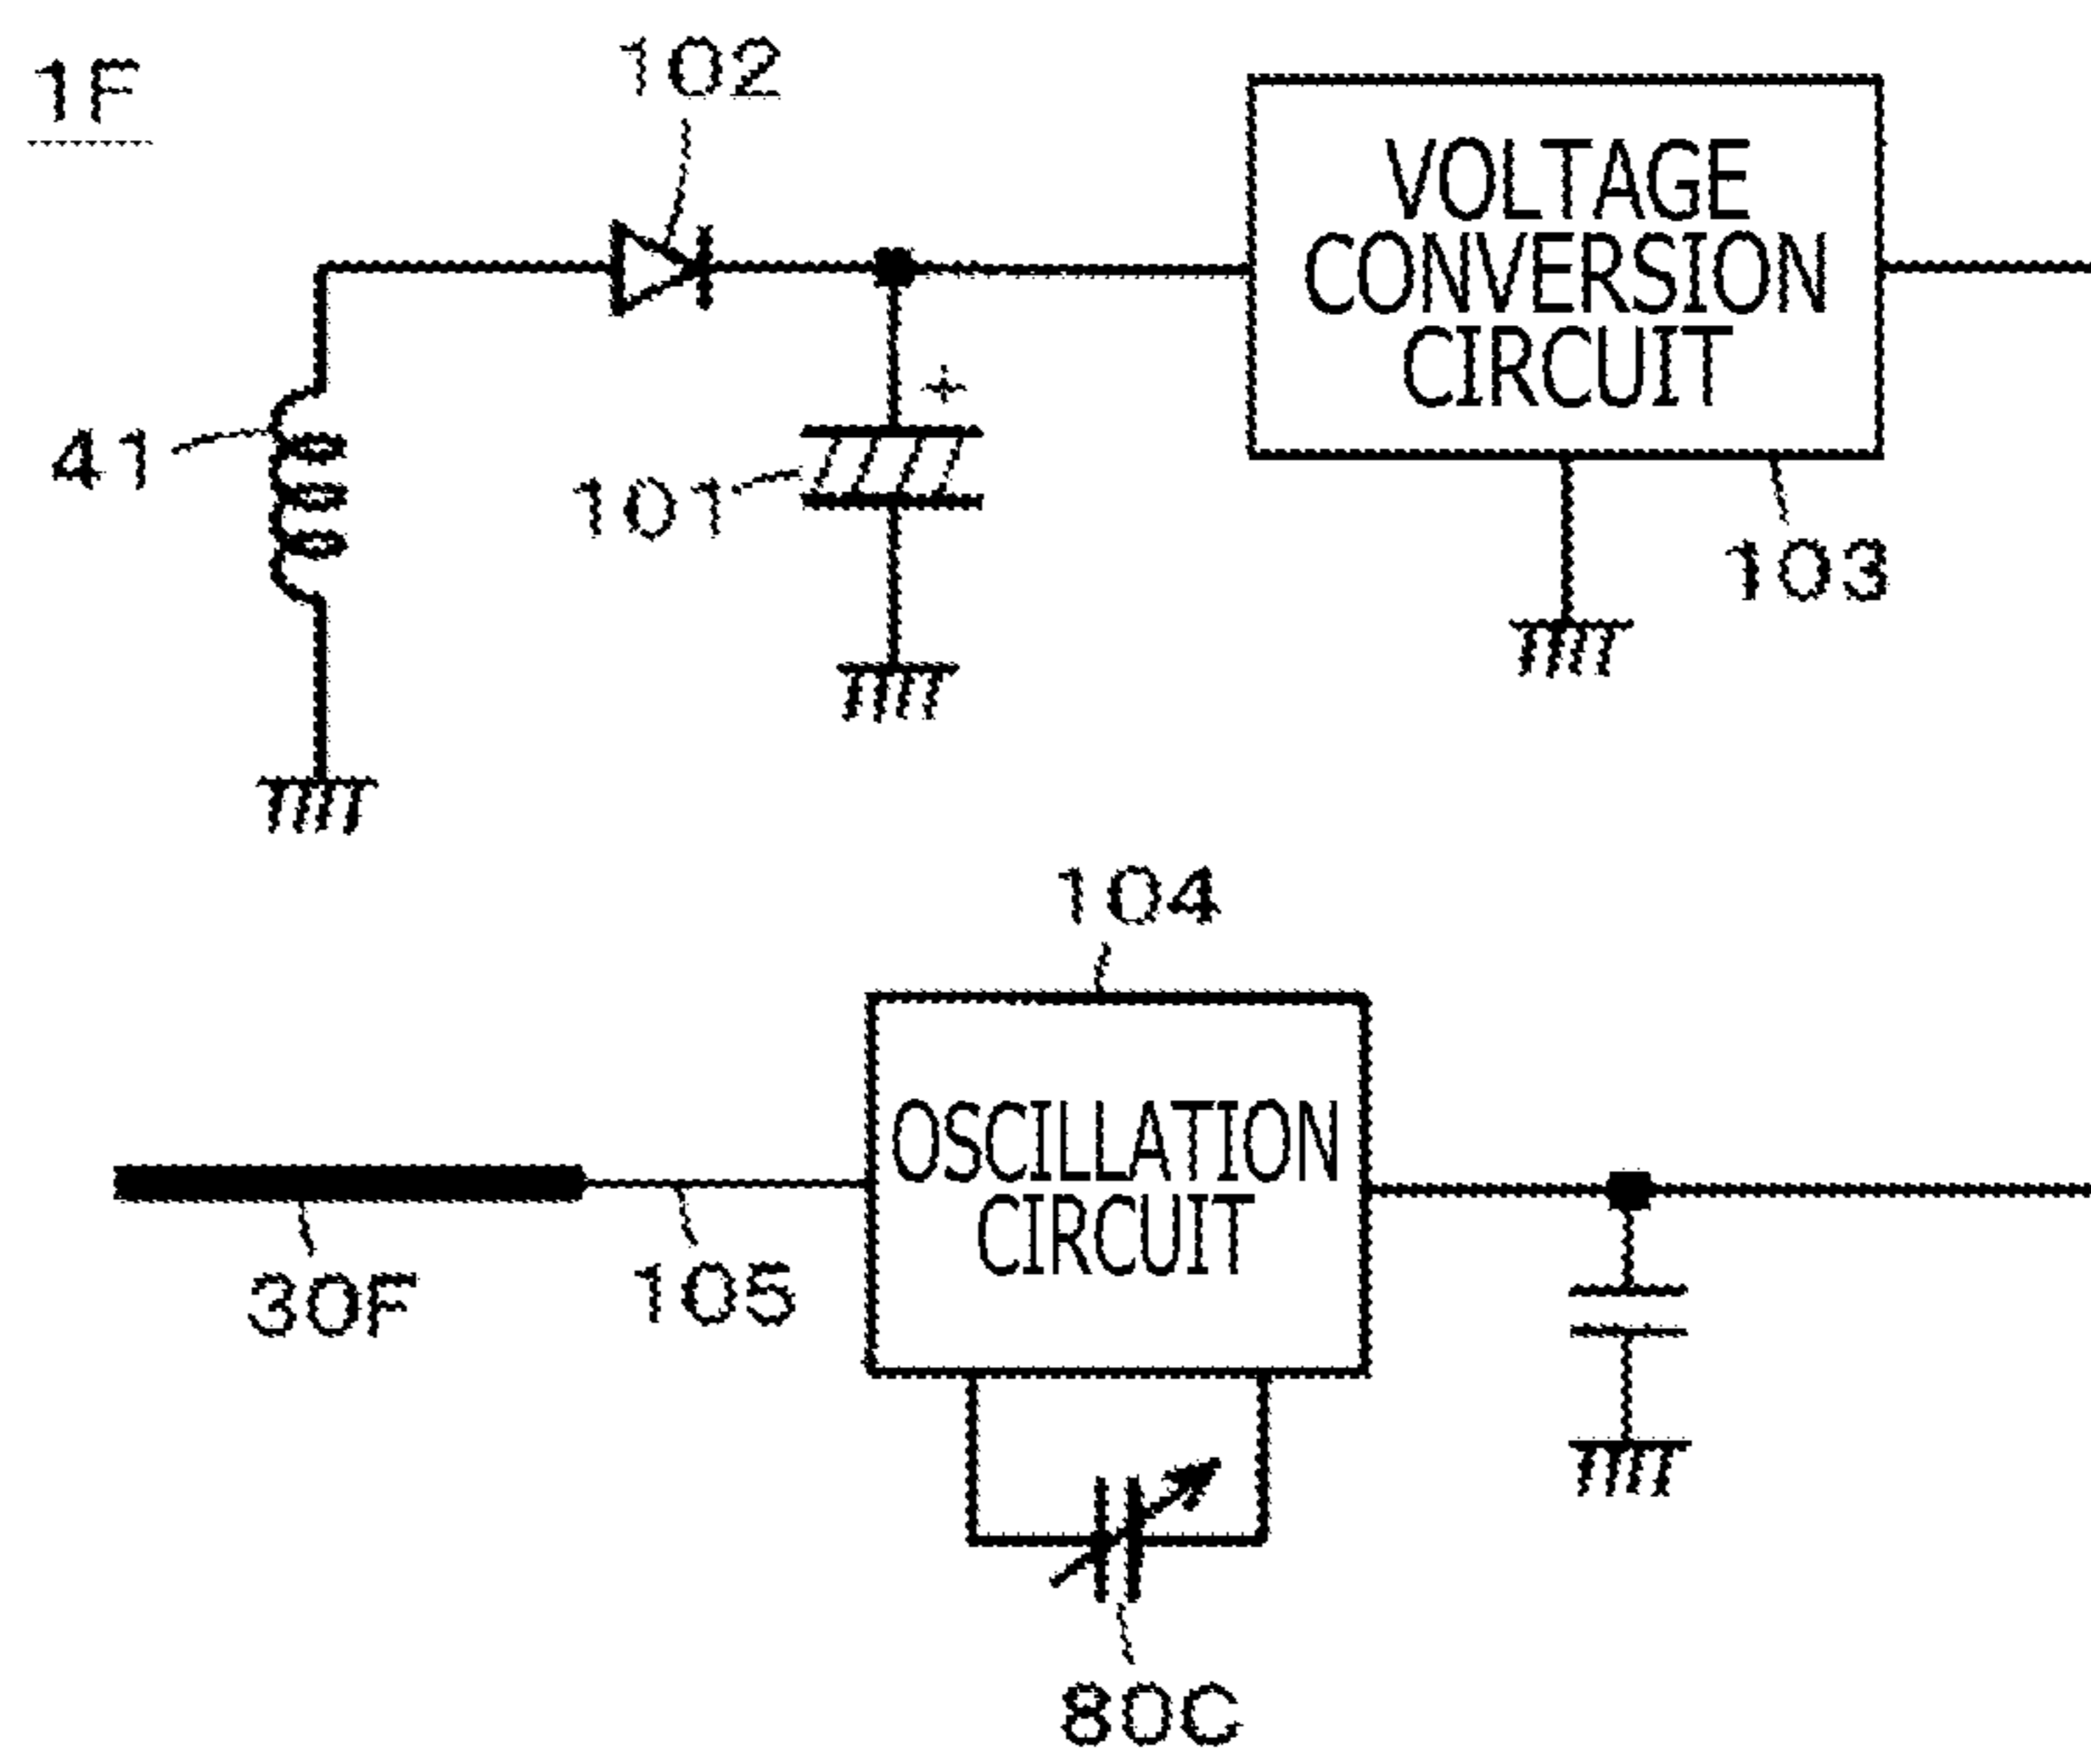 1F
102
VOLTAGE
CONVERSION
CIRCUIT
+
41
101
103
104
OSCILLATION
CIRCUIT
30F
105
80C